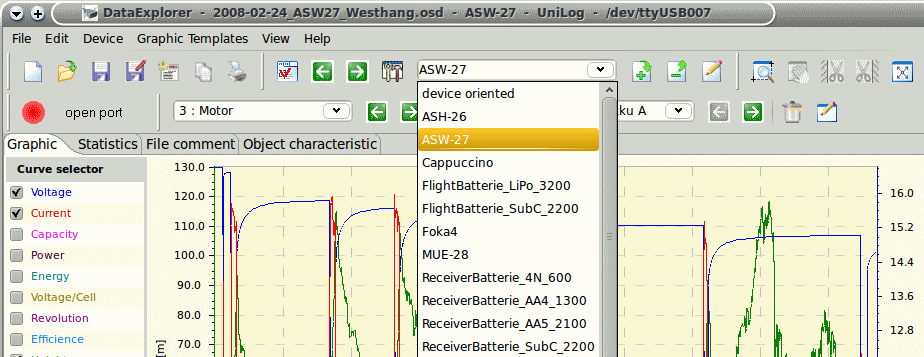 DataExplorer - 2008-02-24_ASW27_Westhang.osd - ASW-27 - UniLog - /dev/ttyUSB007
File Edit Device Graphic Templates View Help
ASW-27
open port
3 : Motor
ku A
device oriented
ASH-26
ASW-27
Cappuccino
FlightBatterie_LiPo_3200
FlightBatterie_SubC_2200
Foka4
MUE-28
ReceiverBatterie_4N_600
ReceiverBatterie_AA4_1300
ReceiverBatterie_AA5_2100
ReceiverBatterie_SubC_2200
Graphic Statistics File comment Object characteristic
Curve selector
Voltage
Current
Capacity
Power
Energy
Voltage/Cell
Revolution
Efficience
130.0
120.0
110.0
100.0
90.0
80.0
70.0
[m]
16.0
15.2
14.4
13.6
12.8